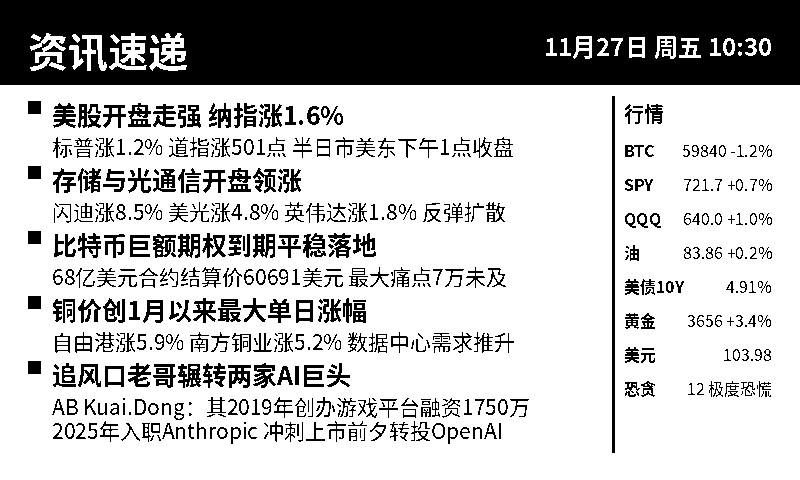 资讯速递
11月27日 周五 10:30
美股开盘走强 纳指涨1.6%
标普涨1.2% 道指涨501点 半日市美东下午1点收盘
存储与光通信开盘领涨
闪迪涨8.5% 美光涨4.8% 英伟达涨1.8% 反弹扩散
比特币巨额期权到期平稳落地
68亿美元合约结算价60691美元 最大痛点7万未及
铜价创1月以来最大单日涨幅
自由港涨5.9% 南方铜业涨5.2% 数据中心需求推升
追风口老哥辗转两家AI巨头
AB Kuai.Dong：其2019年创办游戏平台融资1750万
2025年入职Anthropic 冲刺上市前夕转投OpenAI
行情
BTC 59840 -1.2%
SPY 721.7 +0.7%
QQQ 640.0 +1.0%
油 83.86 +0.2%
美债10Y 4.91%
黄金 3656 +3.4%
美元 103.98
恐贪 12 极度恐慌